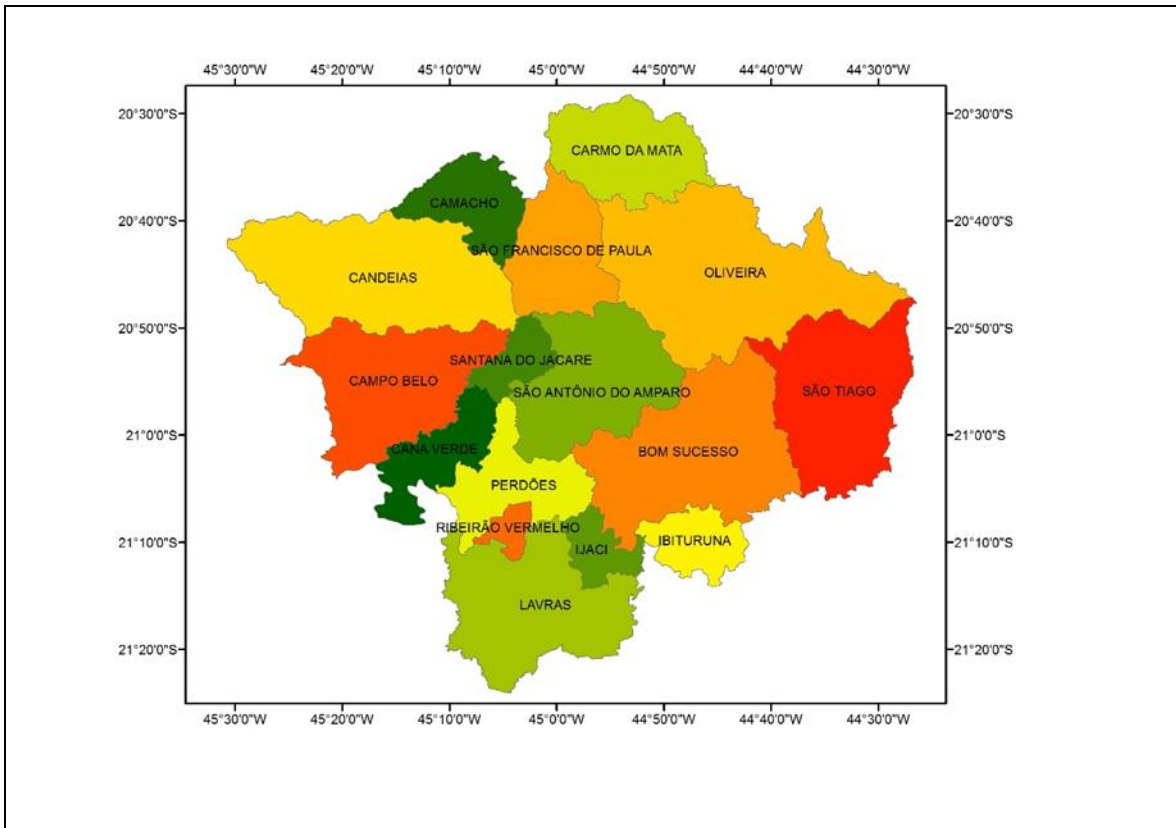 45°30'0"W 45°20'0"W 45°10'0"W 45°0'0"W 44°50'0"W 44°40'0"W 44°30'0"W
20°30'0"S 20°30'0"S
CARMO DA MATA
CAMACHO
20°40'0"S 20°40'0"S
SÃO FRANCISCO DE PAULA
OLIVEIRA
CANDEIAS
20°50'0"S 20°50'0"S
SANTANA DO JACARE
CAMPO BELO
SÃO ANTÔNIO DO AMPARO
SÃO TIAGO
21°0'0"S 21°0'0"S
CANA VERDE
BOM SUCESSO
PERDÕES
RIBEIRÃO VERMELHO
IBITURUNA
21°10'0"S 21°10'0"S
IJACI
LAVRAS
21°20'0"S 21°20'0"S
45°30'0"W 45°20'0"W 45°10'0"W 45°0'0"W 44°50'0"W 44°40'0"W 44°30'0"W